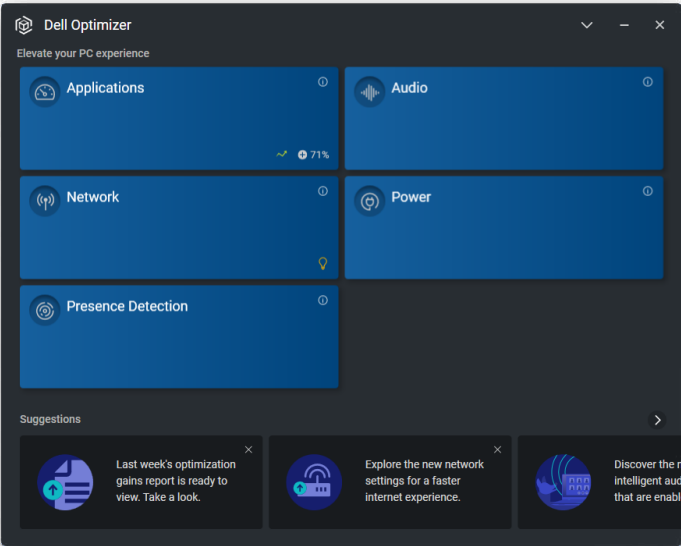 Dell Optimizer
Elevate your PC experience
Applications
71%
Audio
Network
Power
Presence Detection
Suggestions
Last week's optimization
gains report is ready to
view. Take a look.
Explore the new network
settings for a faster
internet experience.
Discover the
intelligent
that are